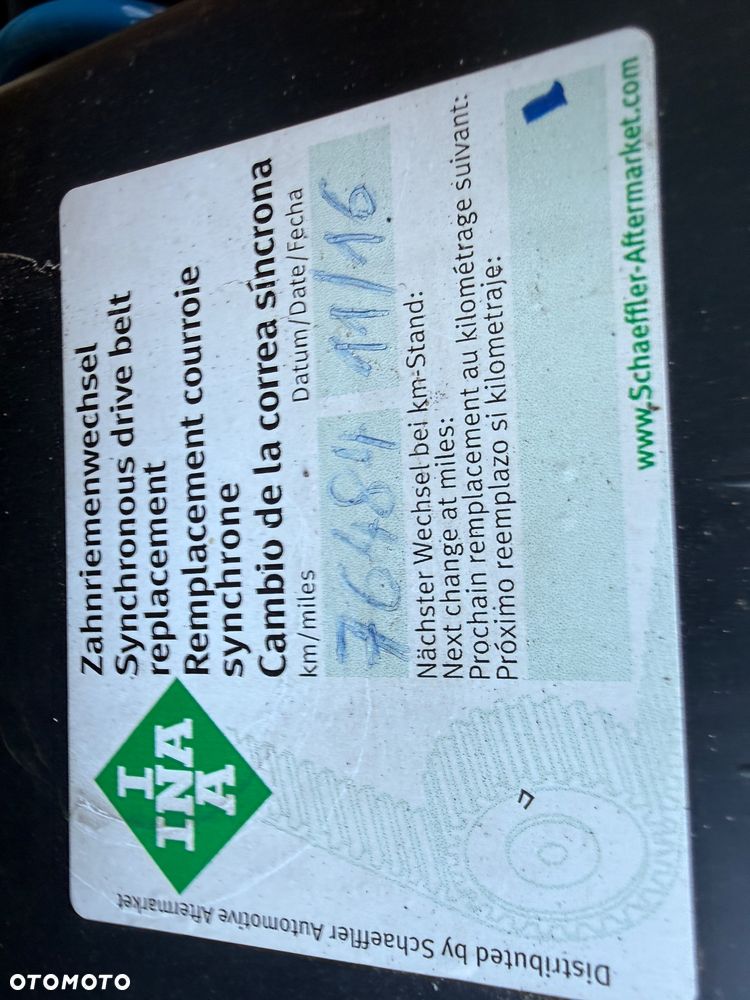 Zahnriemenwechsel
Synchronous drive belt
replacement
Remplacement courroie
synchrone
Cambio de la correa síncrona
km/miles Datum/Date/Fecha
76484 11/16
Nächster Wechsel bei km-Stand:
Next change at miles:
Prochain remplacement au kilométrage suivant:
Próximo reemplazo si kilometraje:
www.Schaeffler-Aftermarket.com
I
INA
A
Distributed by Schaeffler Automotive Aftermarket
OTOMOTO